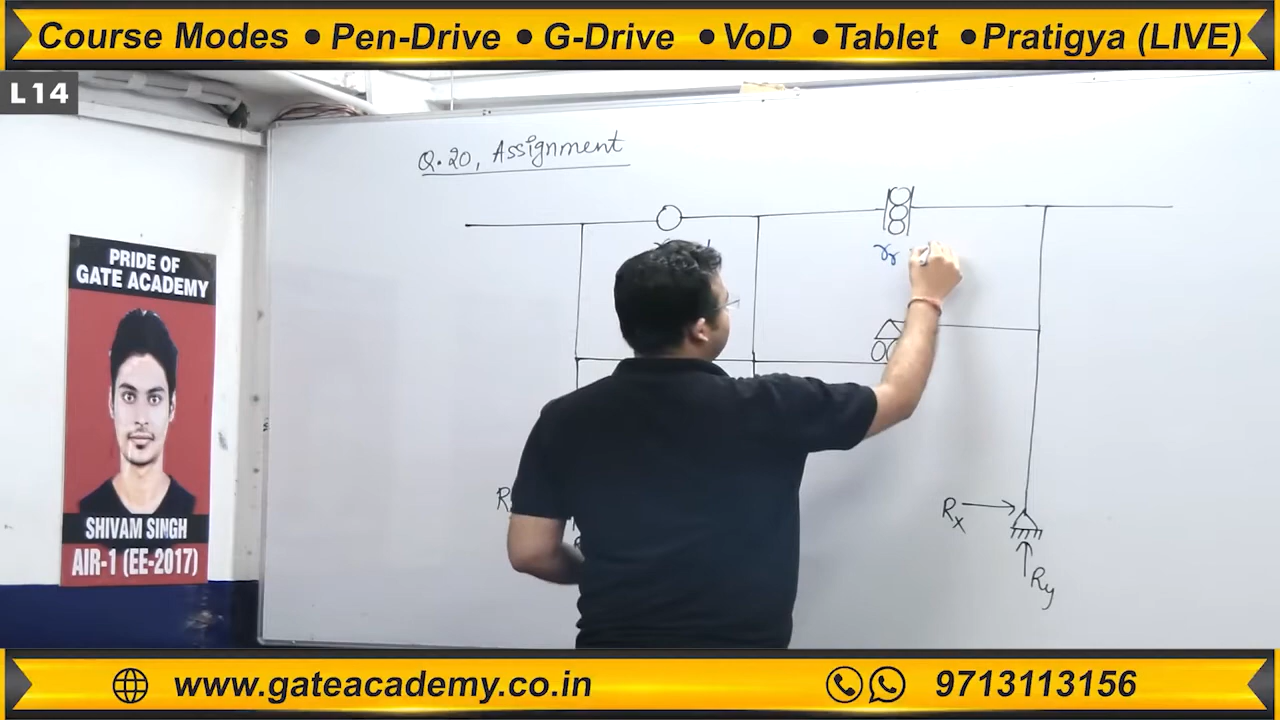 Course Modes • Pen-Drive • G-Drive • VoD • Tablet • Pratigya (LIVE)
L14
Q.20, Assignment
PRIDE OF
GATE ACADEMY
γr
Rx
Ry
SHIVAM SINGH
AIR-1 (EE-2017)
www.gateacademy.co.in
9713113156